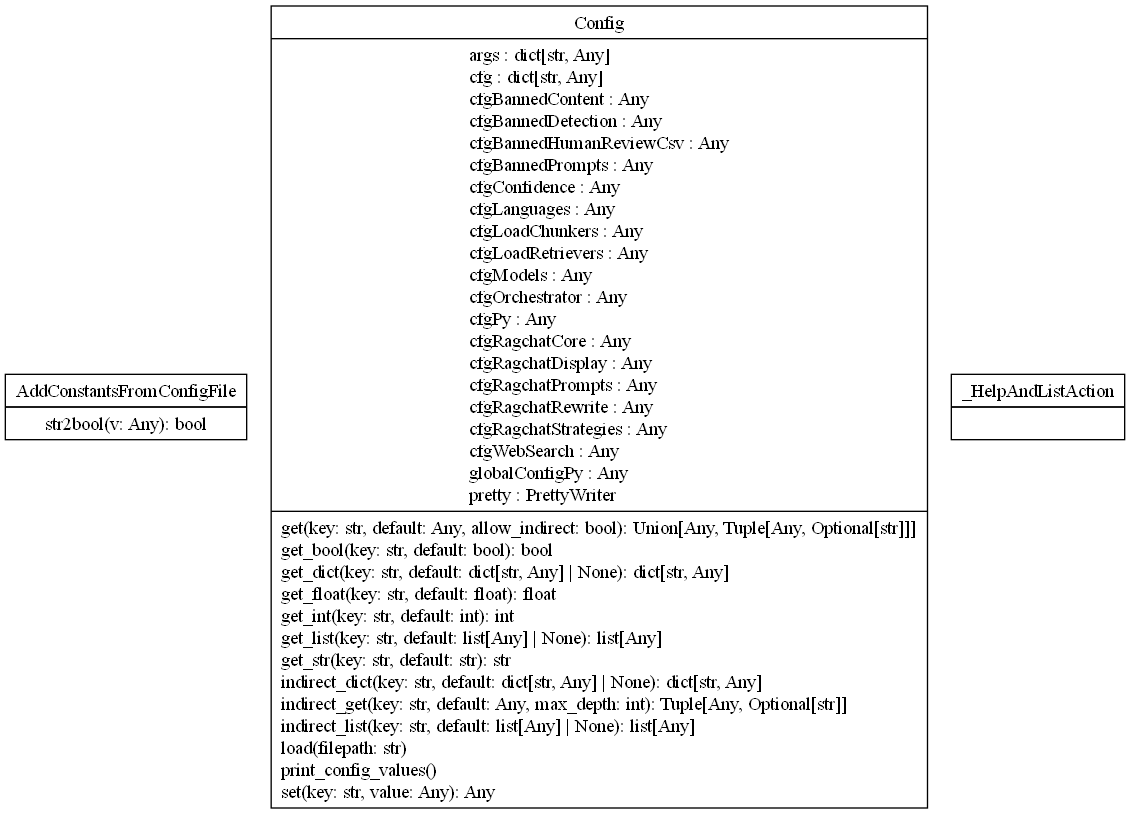 AddConstantsFromConfigFile
str2bool(v: Any): bool
Config
args : dict[str, Any]
cfg : dict[str, Any]
cfgBannedContent : Any
cfgBannedDetection : Any
cfgBannedHumanReviewCsv : Any
cfgBannedPrompts : Any
cfgConfidence : Any
cfgLanguages : Any
cfgLoadChunkers : Any
cfgLoadRetrievers : Any
cfgModels : Any
cfgOrchestrator : Any
cfgPy : Any
cfgRagchatCore : Any
cfgRagchatDisplay : Any
cfgRagchatPrompts : Any
cfgRagchatRewrite : Any
cfgRagchatStrategies : Any
cfgWebSearch : Any
globalConfigPy : Any
pretty : PrettyWriter
get(key: str, default: Any, allow_indirect: bool): Union[Any, Tuple[Any, Optional[str]]]
get_bool(key: str, default: bool): bool
get_dict(key: str, default: dict[str, Any] | None): dict[str, Any]
get_float(key: str, default: float): float
get_int(key: str, default: int): int
get_list(key: str, default: list[Any] | None): list[Any]
get_str(key: str, default: str): str
indirect_dict(key: str, default: dict[str, Any] | None): dict[str, Any]
indirect_get(key: str, default: Any, max_depth: int): Tuple[Any, Optional[str]]
indirect_list(key: str, default: list[Any] | None): list[Any]
load(filepath: str)
print_config_values()
set(key: str, value: Any): Any
_HelpAndListAction